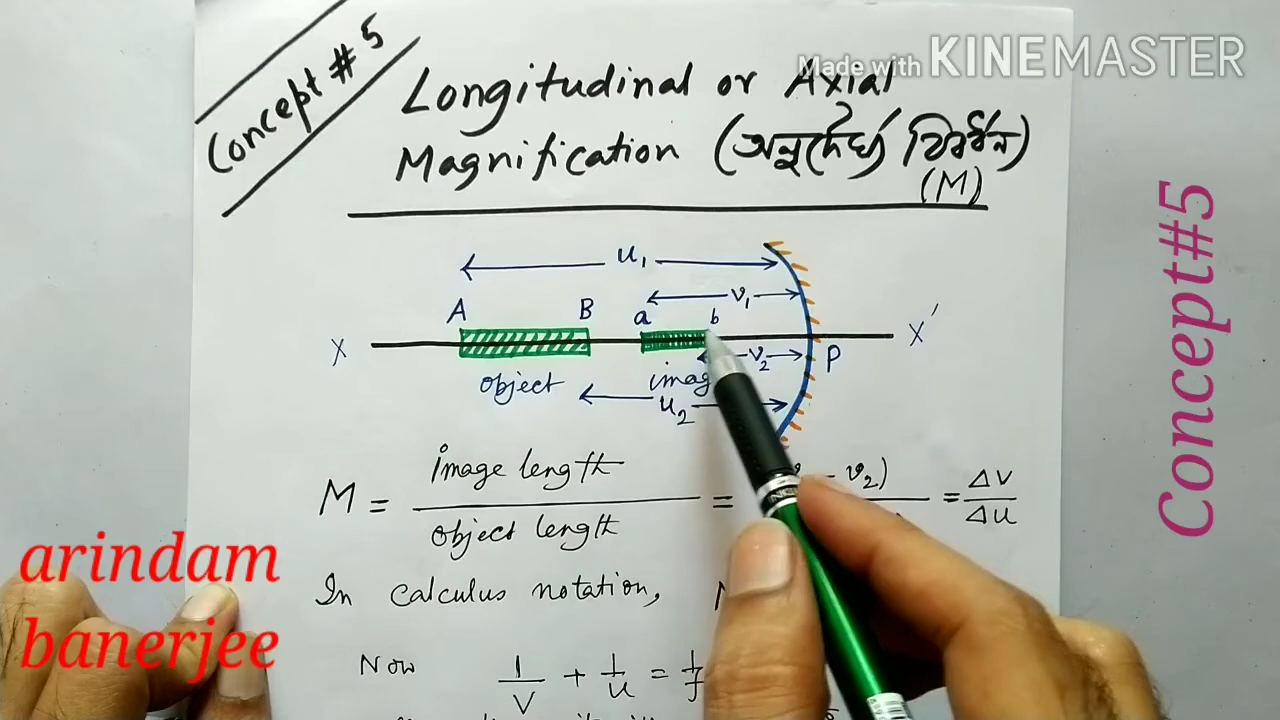 Made with KINEMASTER
Concept # 5
Longitudinal or Axial
Magnification (অনুদৈর্ঘ্য বিবর্ধন)
(M)
u₁
v₁
A B a b
X X'
P
v₂
object
u₂
M = image length / object length = v₂) = ΔV / Δu
In calculus notation,
Now 1/V + 1/u = 1/f
arindam
banerjee
Concept#5